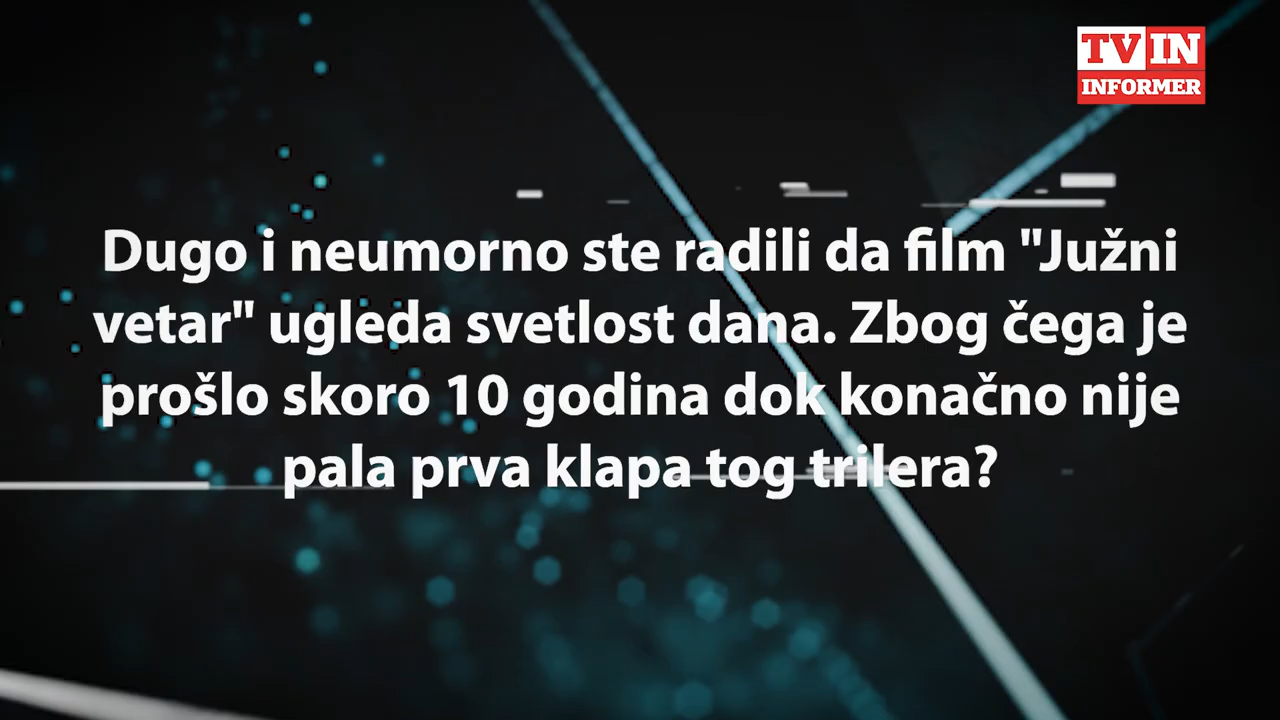 TV IN
INFORMER
Dugo i neumorno ste radili da film "Južni
vetar" ugleda svetlost dana. Zbog čega je
prošlo skoro 10 godina dok konačno nije
pala prva klapa tog trilera?